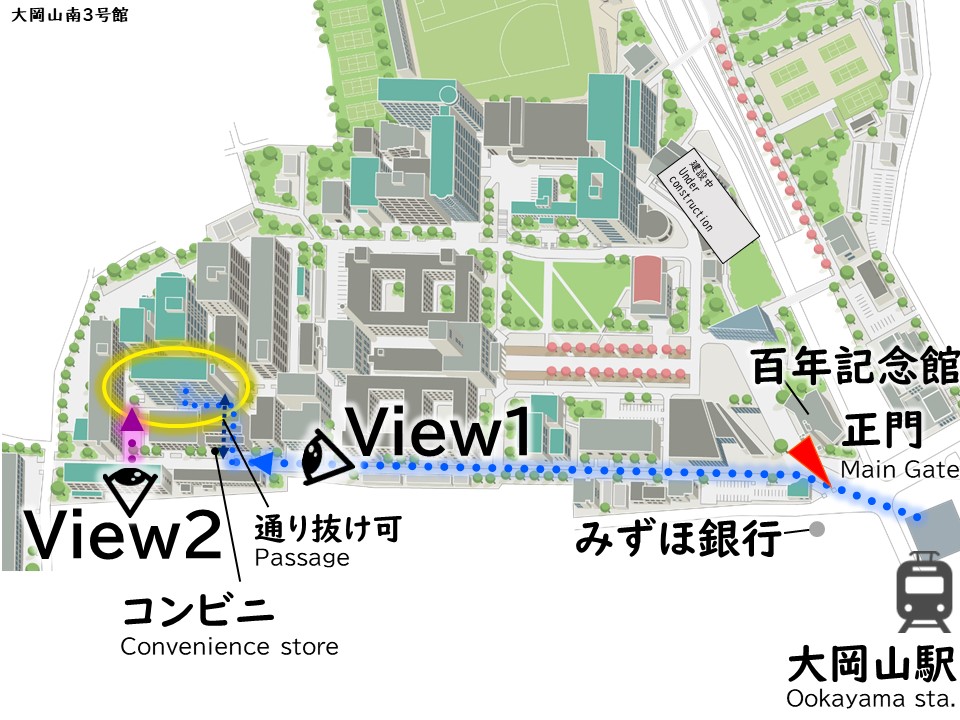 大岡山南3号館
建設中
Under
construction
百年記念館
正門
Main Gate
View1
View2
通り抜け可
Passage
みずほ銀行
コンビニ
Convenience store
大岡山駅
Ookayama sta.